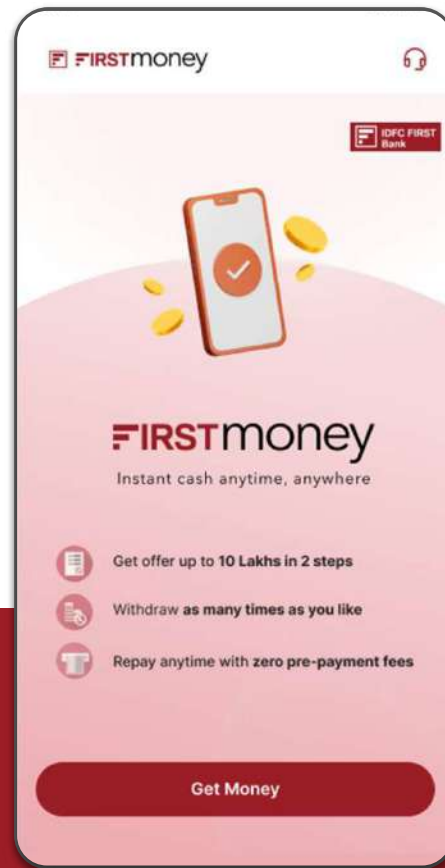 FIRSTmoney
IDFC FIRST
Bank
FIRSTmoney
Instant cash anytime, anywhere
Get offer up to 10 Lakhs in 2 steps
Withdraw as many times as you like
Repay anytime with zero pre-payment fees
Get Money